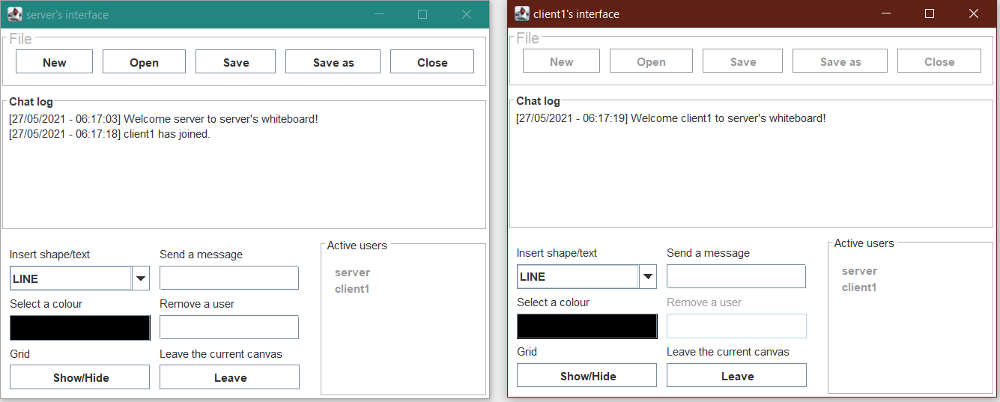 server's interface
File
New Open Save Save as Close
Chat log
[27/05/2021 - 06:17:03] Welcome server to server's whiteboard!
[27/05/2021 - 06:17:18] client1 has joined.
Insert shape/text Send a message
LINE
Select a colour Remove a user
Grid Leave the current canvas
Show/Hide Leave
Active users
server
client1
client1's interface
File
New Open Save Save as Close
Chat log
[27/05/2021 - 06:17:19] Welcome client1 to server's whiteboard!
Insert shape/text Send a message
LINE
Select a colour Remove a user
Grid Leave the current canvas
Show/Hide Leave
Active users
server
client1